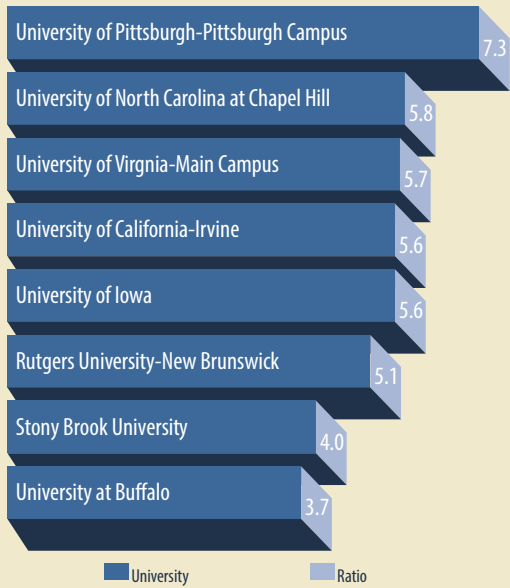 University of Pittsburgh-Pittsburgh Campus
7.3
University of North Carolina at Chapel Hill
5.8
University of Virgnia-Main Campus
5.7
University of California-Irvine
5.6
University of Iowa
5.6
Rutgers University-New Brunswick
5.1
Stony Brook University
4.0
University at Buffalo
3.7
University
Ratio